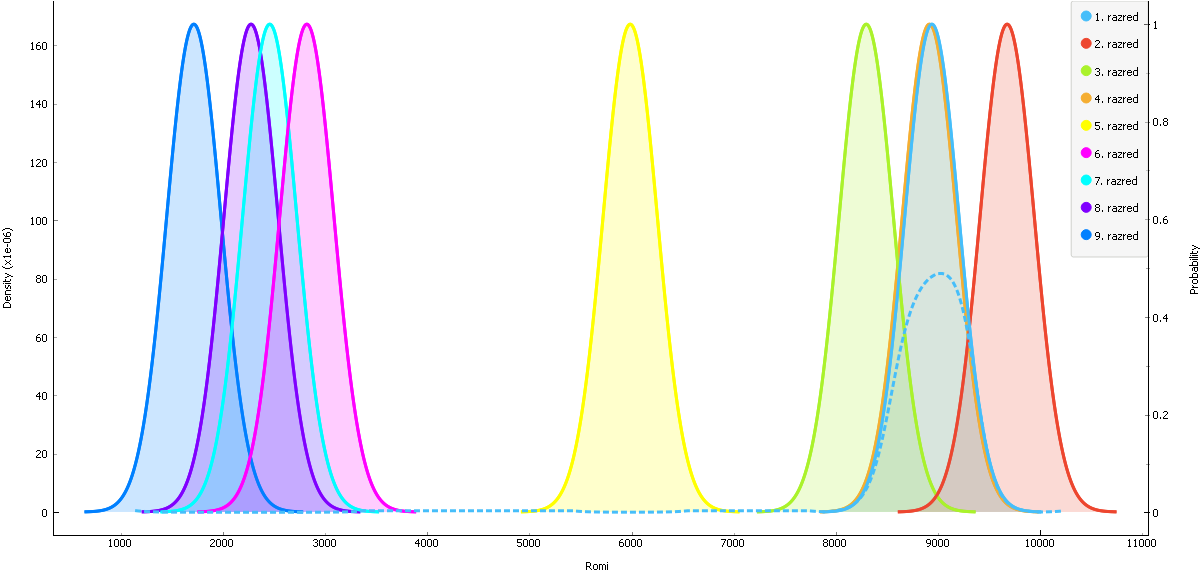 Density (x1e-06)
160
140
120
100
80
60
40
20
0
1000
2000
3000
4000
5000
6000
7000
8000
9000
10000
11000
Romi
1
0.8
0.6
0.4
0.2
0
Probability
1. razred
2. razred
3. razred
4. razred
5. razred
6. razred
7. razred
8. razred
9. razred